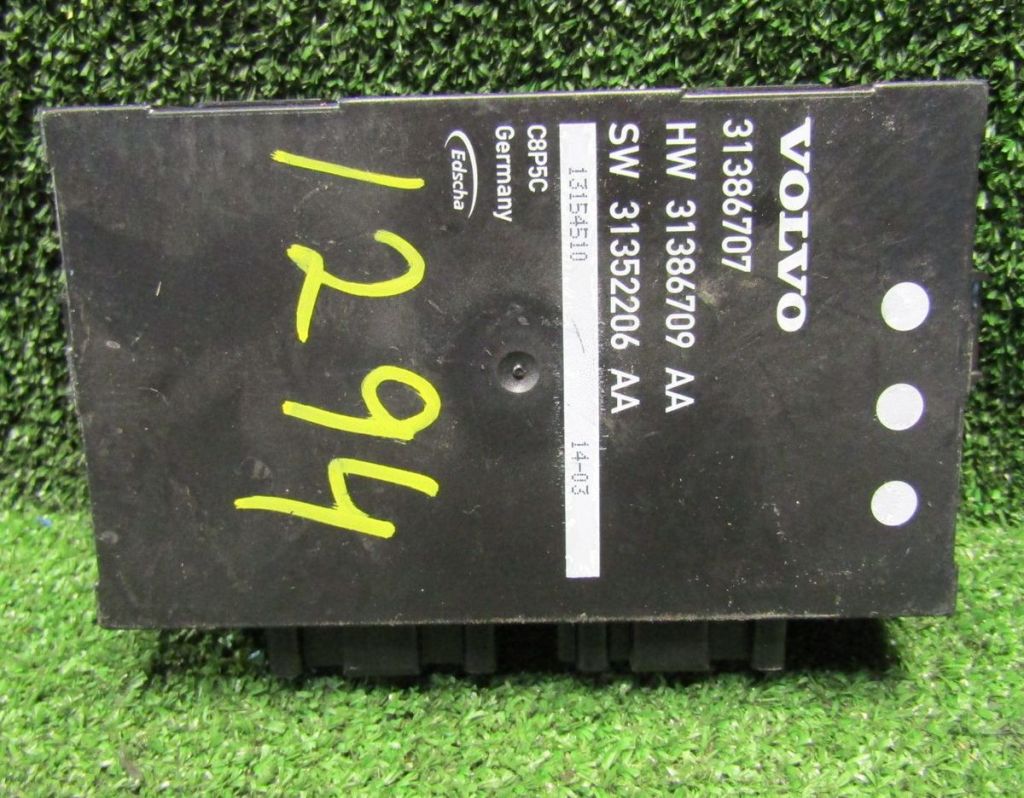 VOLVO
31386707
HW 31386709 AA
SW 31352206 AA
13154510 14-03
C8P5C
Germany
Edscha
1294